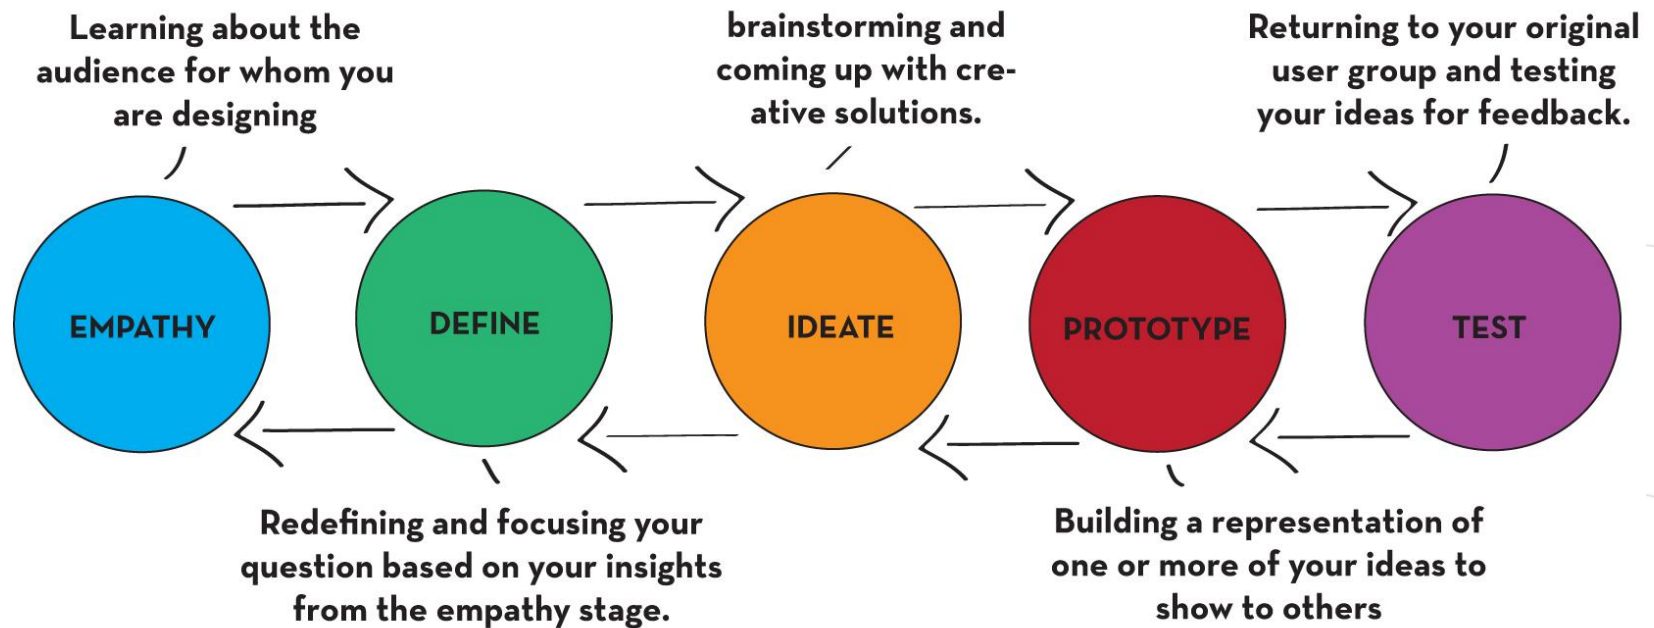 Learning about the
audience for whom you
are designing
brainstorming and
coming up with cre-
ative solutions.
Returning to your original
user group and testing
your ideas for feedback.
EMPATHY
DEFINE
IDEATE
PROTOTYPE
TEST
Redefining and focusing your
question based on your insights
from the empathy stage.
Building a representation of
one or more of your ideas to
show to others